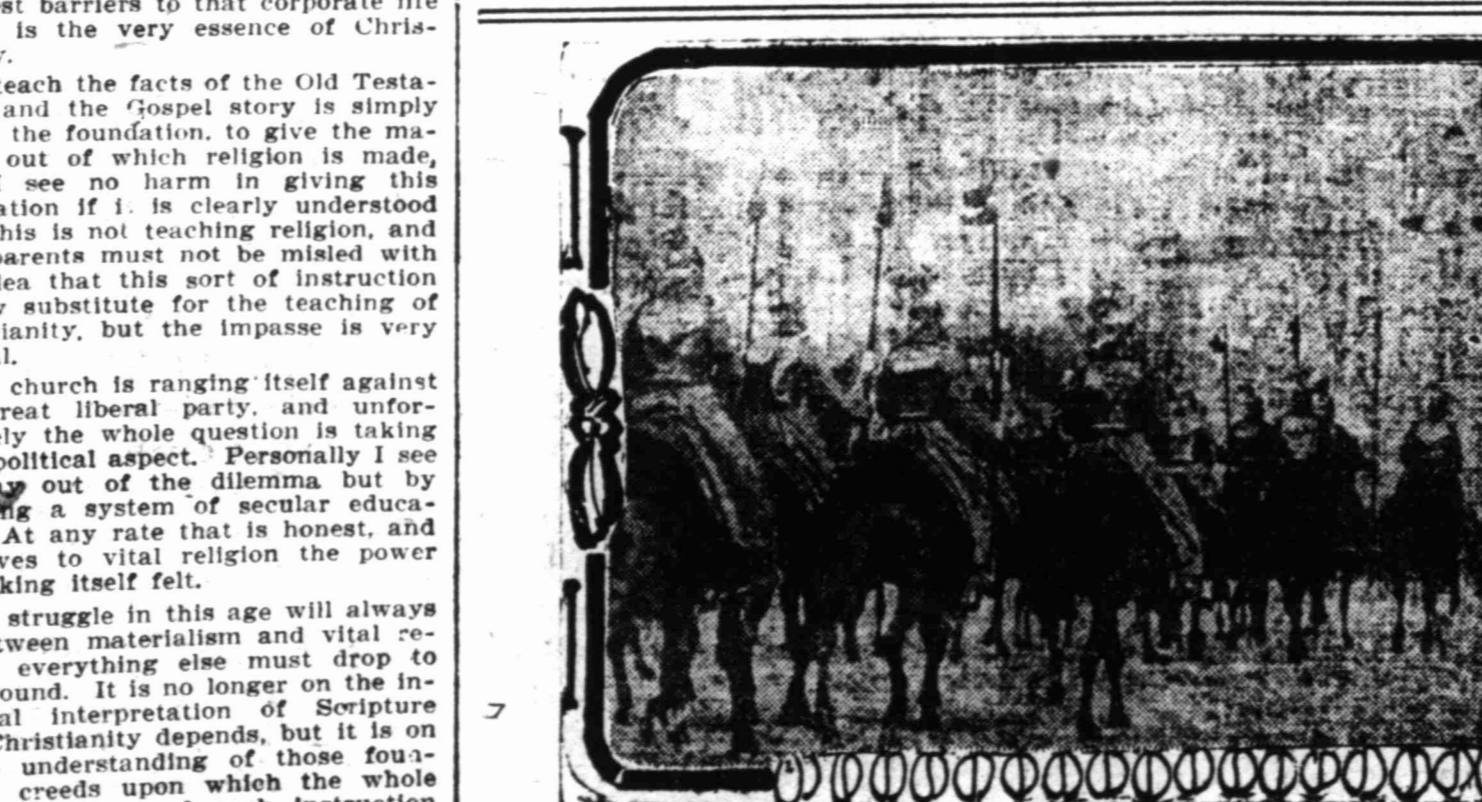 est barriers to that corporate life
is the very essence of Chris-
y.
teach the facts of the Old Testa-
and the Gospel story is simply
the foundation. to give the ma-
out of which religion is made,
see no harm in giving this
ation if i. is clearly understood
his is not teaching religion, and
parents must not be misled with
dea that this sort of instruction
y substitute for the teaching of
ianity, but the impasse is very
l.
church is ranging itself against
reat liberal party, and unfor-
ely the whole question is taking
political aspect. Personally I see
ay out of the dilemma but by
ng a system of secular educa-
At any rate that is honest, and
ves to vital religion the power
king itself felt.
struggle in this age will always
tween materialism and vital re-
everything else must drop to
ound. It is no longer on the in-
al interpretation of Scripture
Christianity depends, but it is on
understanding of those foun-
creeds upon which the whole
instruction